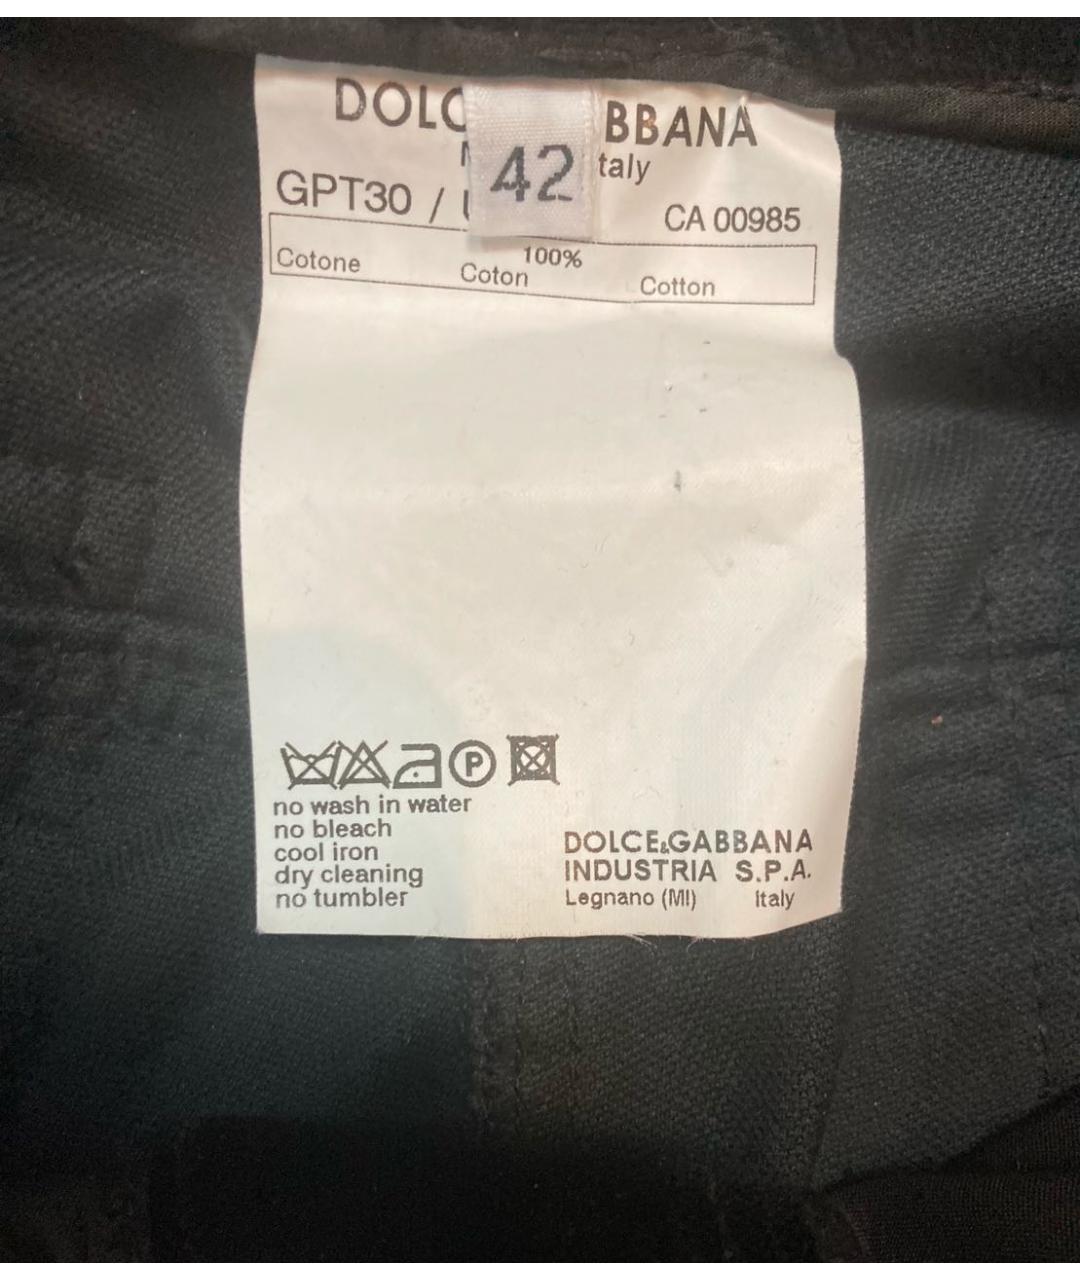 DOLC BBANA
42
taly
GPT30 /
CA 00985
100%
Cotone Coton Cotton
P
no wash in water
no bleach
cool iron
dry cleaning
no tumbler
DOLCE&GABBANA
INDUSTRIA S.P.A.
Legnano (MI) Italy